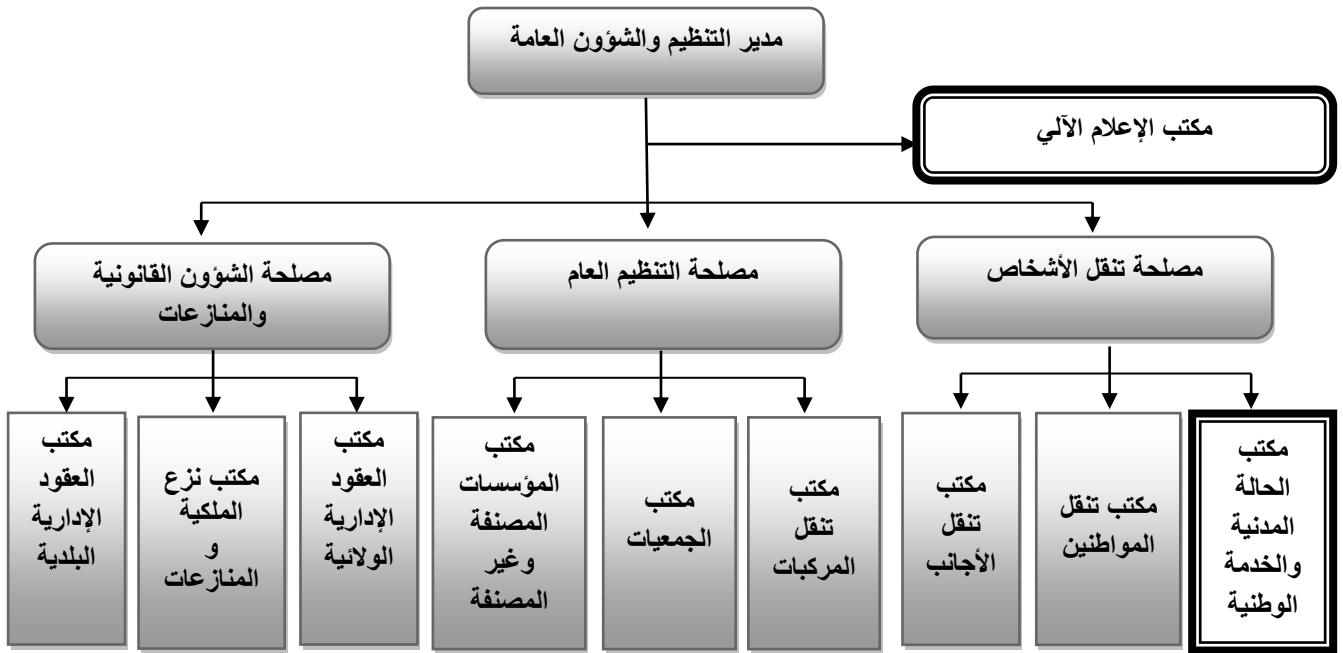 مدير التنظيم والشؤون العامة
مكتب الإعلام الآلي
مصلحة تنقل الأشخاص
مصلحة التنظيم العام
مصلحة الشؤون القانونية
والمنازعات
مكتب
الحالة
المدنية
والخدمة
الوطنية
مكتب تنقل
المواطنين
مكتب
تنقل
الأجانب
مكتب
تنقل
المركبات
مكتب
الجمعيات
مكتب
المؤسسات
المصنفة
وغير
المصنفة
مكتب
العقود
الإدارية
الولائية
مكتب نزع
الملكية
و
المنازعات
مكتب
العقود
الإدارية
البلدية